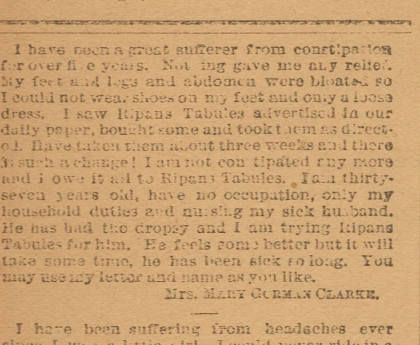 I have been a great sufferer from constipation
for over five years. Nothing gave me any relief.
My feet and legs and abdomen were bloated so
I could not wear shoes on my feet and only a loose
dress. I saw Ripans Tabules advertised in our
daily paper, bought some and took them as direct-
ed. Have taken them about three weeks and there
is such a change! I am not constipated any more
and I owe it all to Ripans Tabules. I am thirty-
seven years old, have no occupation, only my
household duties and nursing my sick husband.
He has had the dropsy and I am trying Ripans
Tabules for him. He feels some better but it will
take some time, he has been sick so long. You
may use my letter and name as you like.
Mrs. MARY GORMAN CLARKE.
I have been suffering from headaches ever